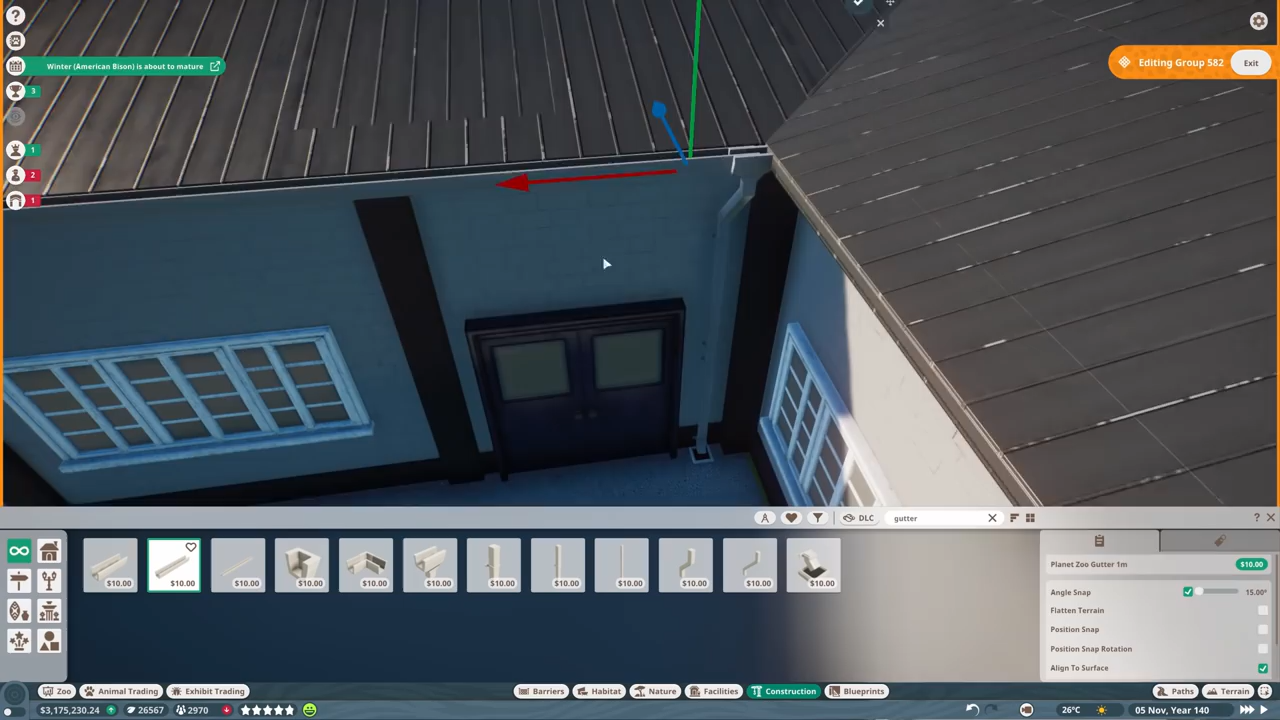 ?
Winter (American Bison) is about to mature
3
1
2
1
Editing Group 582
Exit
DLC
gutter
?
$10.00
$10.00
$10.00
$10.00
$10.00
$10.00
$10.00
$10.00
$10.00
$10.00
$10.00
$10.00
Planet Zoo Gutter 1m
$10.00
Angle Snap
15.00°
Flatten Terrain
Position Snap
Position Snap Rotation
Align To Surface
Zoo
Animal Trading
Exhibit Trading
Barriers
Habitat
Nature
Facilities
Construction
Blueprints
Paths
Terrain
$3,175,230.24
26567
2970
26°C
05 Nov, Year 140